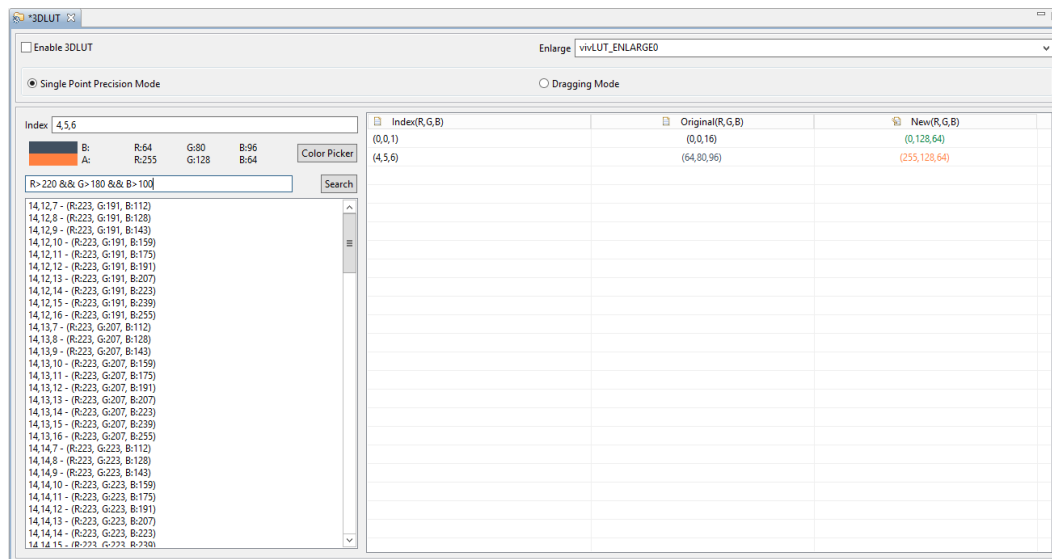 *3DLUT
Enable 3DLUT
Enlarge vivLUT_ENLARGE0
Single Point Precision Mode
Dragging Mode
Index 4,5,6
B: R:64 G:80 B:96
A: R:255 G:128 B:64
Color Picker
R>220 && G>180 && B>100
Search
14,12,7 - (R:223, G:191, B:112)
14,12,8 - (R:223, G:191, B:128)
14,12,9 - (R:223, G:191, B:143)
14,12,10 - (R:223, G:191, B:159)
14,12,11 - (R:223, G:191, B:175)
14,12,12 - (R:223, G:191, B:191)
14,12,13 - (R:223, G:191, B:207)
14,12,14 - (R:223, G:191, B:223)
14,12,15 - (R:223, G:191, B:239)
14,12,16 - (R:223, G:191, B:255)
14,13,7 - (R:223, G:207, B:112)
14,13,8 - (R:223, G:207, B:128)
14,13,9 - (R:223, G:207, B:143)
14,13,10 - (R:223, G:207, B:159)
14,13,11 - (R:223, G:207, B:175)
14,13,12 - (R:223, G:207, B:191)
14,13,13 - (R:223, G:207, B:207)
14,13,14 - (R:223, G:207, B:223)
14,13,15 - (R:223, G:207, B:239)
14,13,16 - (R:223, G:207, B:255)
14,14,7 - (R:223, G:223, B:112)
14,14,8 - (R:223, G:223, B:128)
14,14,9 - (R:223, G:223, B:143)
14,14,10 - (R:223, G:223, B:159)
14,14,11 - (R:223, G:223, B:175)
14,14,12 - (R:223, G:223, B:191)
14,14,13 - (R:223, G:223, B:207)
14,14,14 - (R:223, G:223, B:223)
14,14,15 - (R:223, G:223, B:239)
Index(R,G,B) Original(R,G,B) New(R,G,B)
(0,0,1) (0,0,16) (0,128,64)
(4,5,6) (64,80,96) (255,128,64)